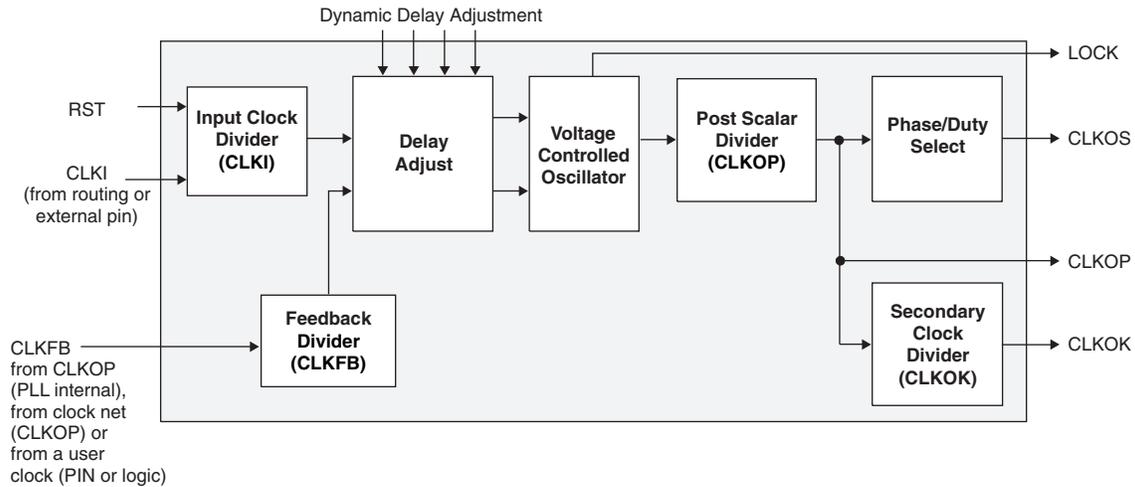 Dynamic Delay Adjustment
LOCK
RST
Input Clock
Divider
(CLKI)
Delay
Adjust
Voltage
Controlled
Oscillator
Post Scalar
Divider
(CLKOP)
Phase/Duty
Select
CLKOS
CLKI
(from routing or
external pin)
CLKOP
Feedback
Divider
(CLKFB)
Secondary
Clock
Divider
(CLKOK)
CLKOK
CLKFB
from CLKOP
(PLL internal),
from clock net
(CLKOP) or
from a user
clock (PIN or logic)